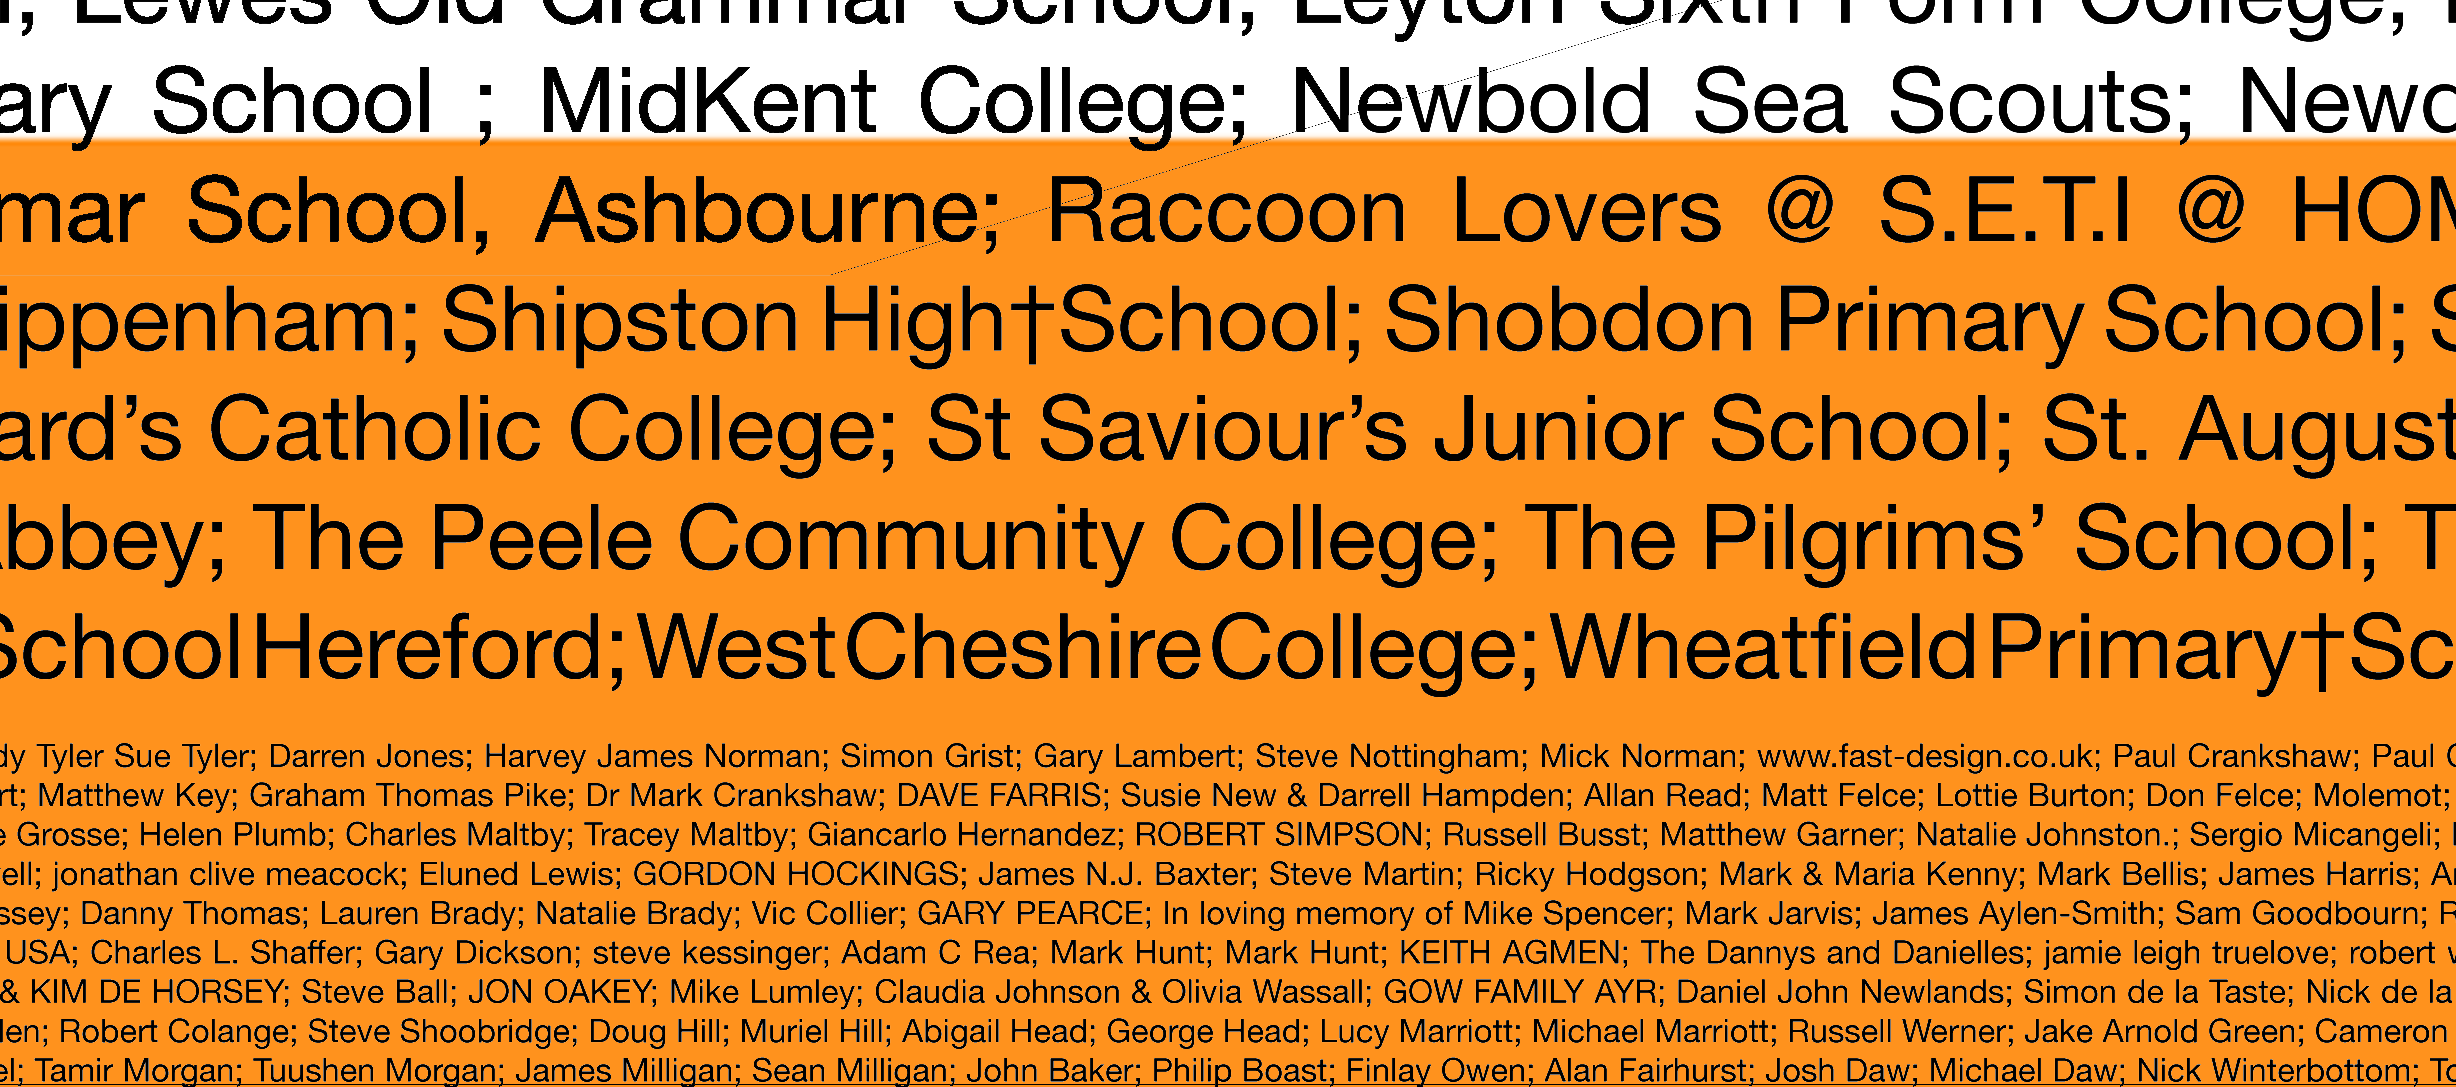 , Lewes Old Grammar School; Leyton Sixth Form College;
ary School ; MidKent College; Newbold Sea Scouts; Newc
mar School, Ashbourne; Raccoon Lovers @ S.E.T.I @ HOM
ippenham; Shipston High†School; Shobdon Primary School; S
ard’s Catholic College; St Saviour’s Junior School; St. August
bbey; The Peele Community College; The Pilgrims’ School; T
School Hereford; West Cheshire College; Wheatfield Primary†Sc
dy Tyler Sue Tyler; Darren Jones; Harvey James Norman; Simon Grist; Gary Lambert; Steve Nottingham; Mick Norman; www.fast-design.co.uk; Paul Crankshaw; Paul C
rt; Matthew Key; Graham Thomas Pike; Dr Mark Crankshaw; DAVE FARRIS; Susie New & Darrell Hampden; Allan Read; Matt Felce; Lottie Burton; Don Felce; Molemot;
e Grosse; Helen Plumb; Charles Maltby; Tracey Maltby; Giancarlo Hernandez; ROBERT SIMPSON; Russell Busst; Matthew Garner; Natalie Johnston.; Sergio Micangeli;
ell; jonathan clive meacock; Eluned Lewis; GORDON HOCKINGS; James N.J. Baxter; Steve Martin; Ricky Hodgson; Mark & Maria Kenny; Mark Bellis; James Harris; A
ssey; Danny Thomas; Lauren Brady; Natalie Brady; Vic Collier; GARY PEARCE; In loving memory of Mike Spencer; Mark Jarvis; James Aylen-Smith; Sam Goodbourn; R
USA; Charles L. Shaffer; Gary Dickson; steve kessinger; Adam C Rea; Mark Hunt; Mark Hunt; KEITH AGMEN; The Dannys and Danielles; jamie leigh truelove; robert w
& KIM DE HORSEY; Steve Ball; JON OAKEY; Mike Lumley; Claudia Johnson & Olivia Wassall; GOW FAMILY AYR; Daniel John Newlands; Simon de la Taste; Nick de la
len; Robert Colange; Steve Shoobridge; Doug Hill; Muriel Hill; Abigail Head; George Head; Lucy Marriott; Michael Marriott; Russell Werner; Jake Arnold Green; Cameron
el; Tamir Morgan; Tuushen Morgan; James Milligan; Sean Milligan; John Baker; Philip Boast; Finlay Owen; Alan Fairhurst; Josh Daw; Michael Daw; Nick Winterbottom; To